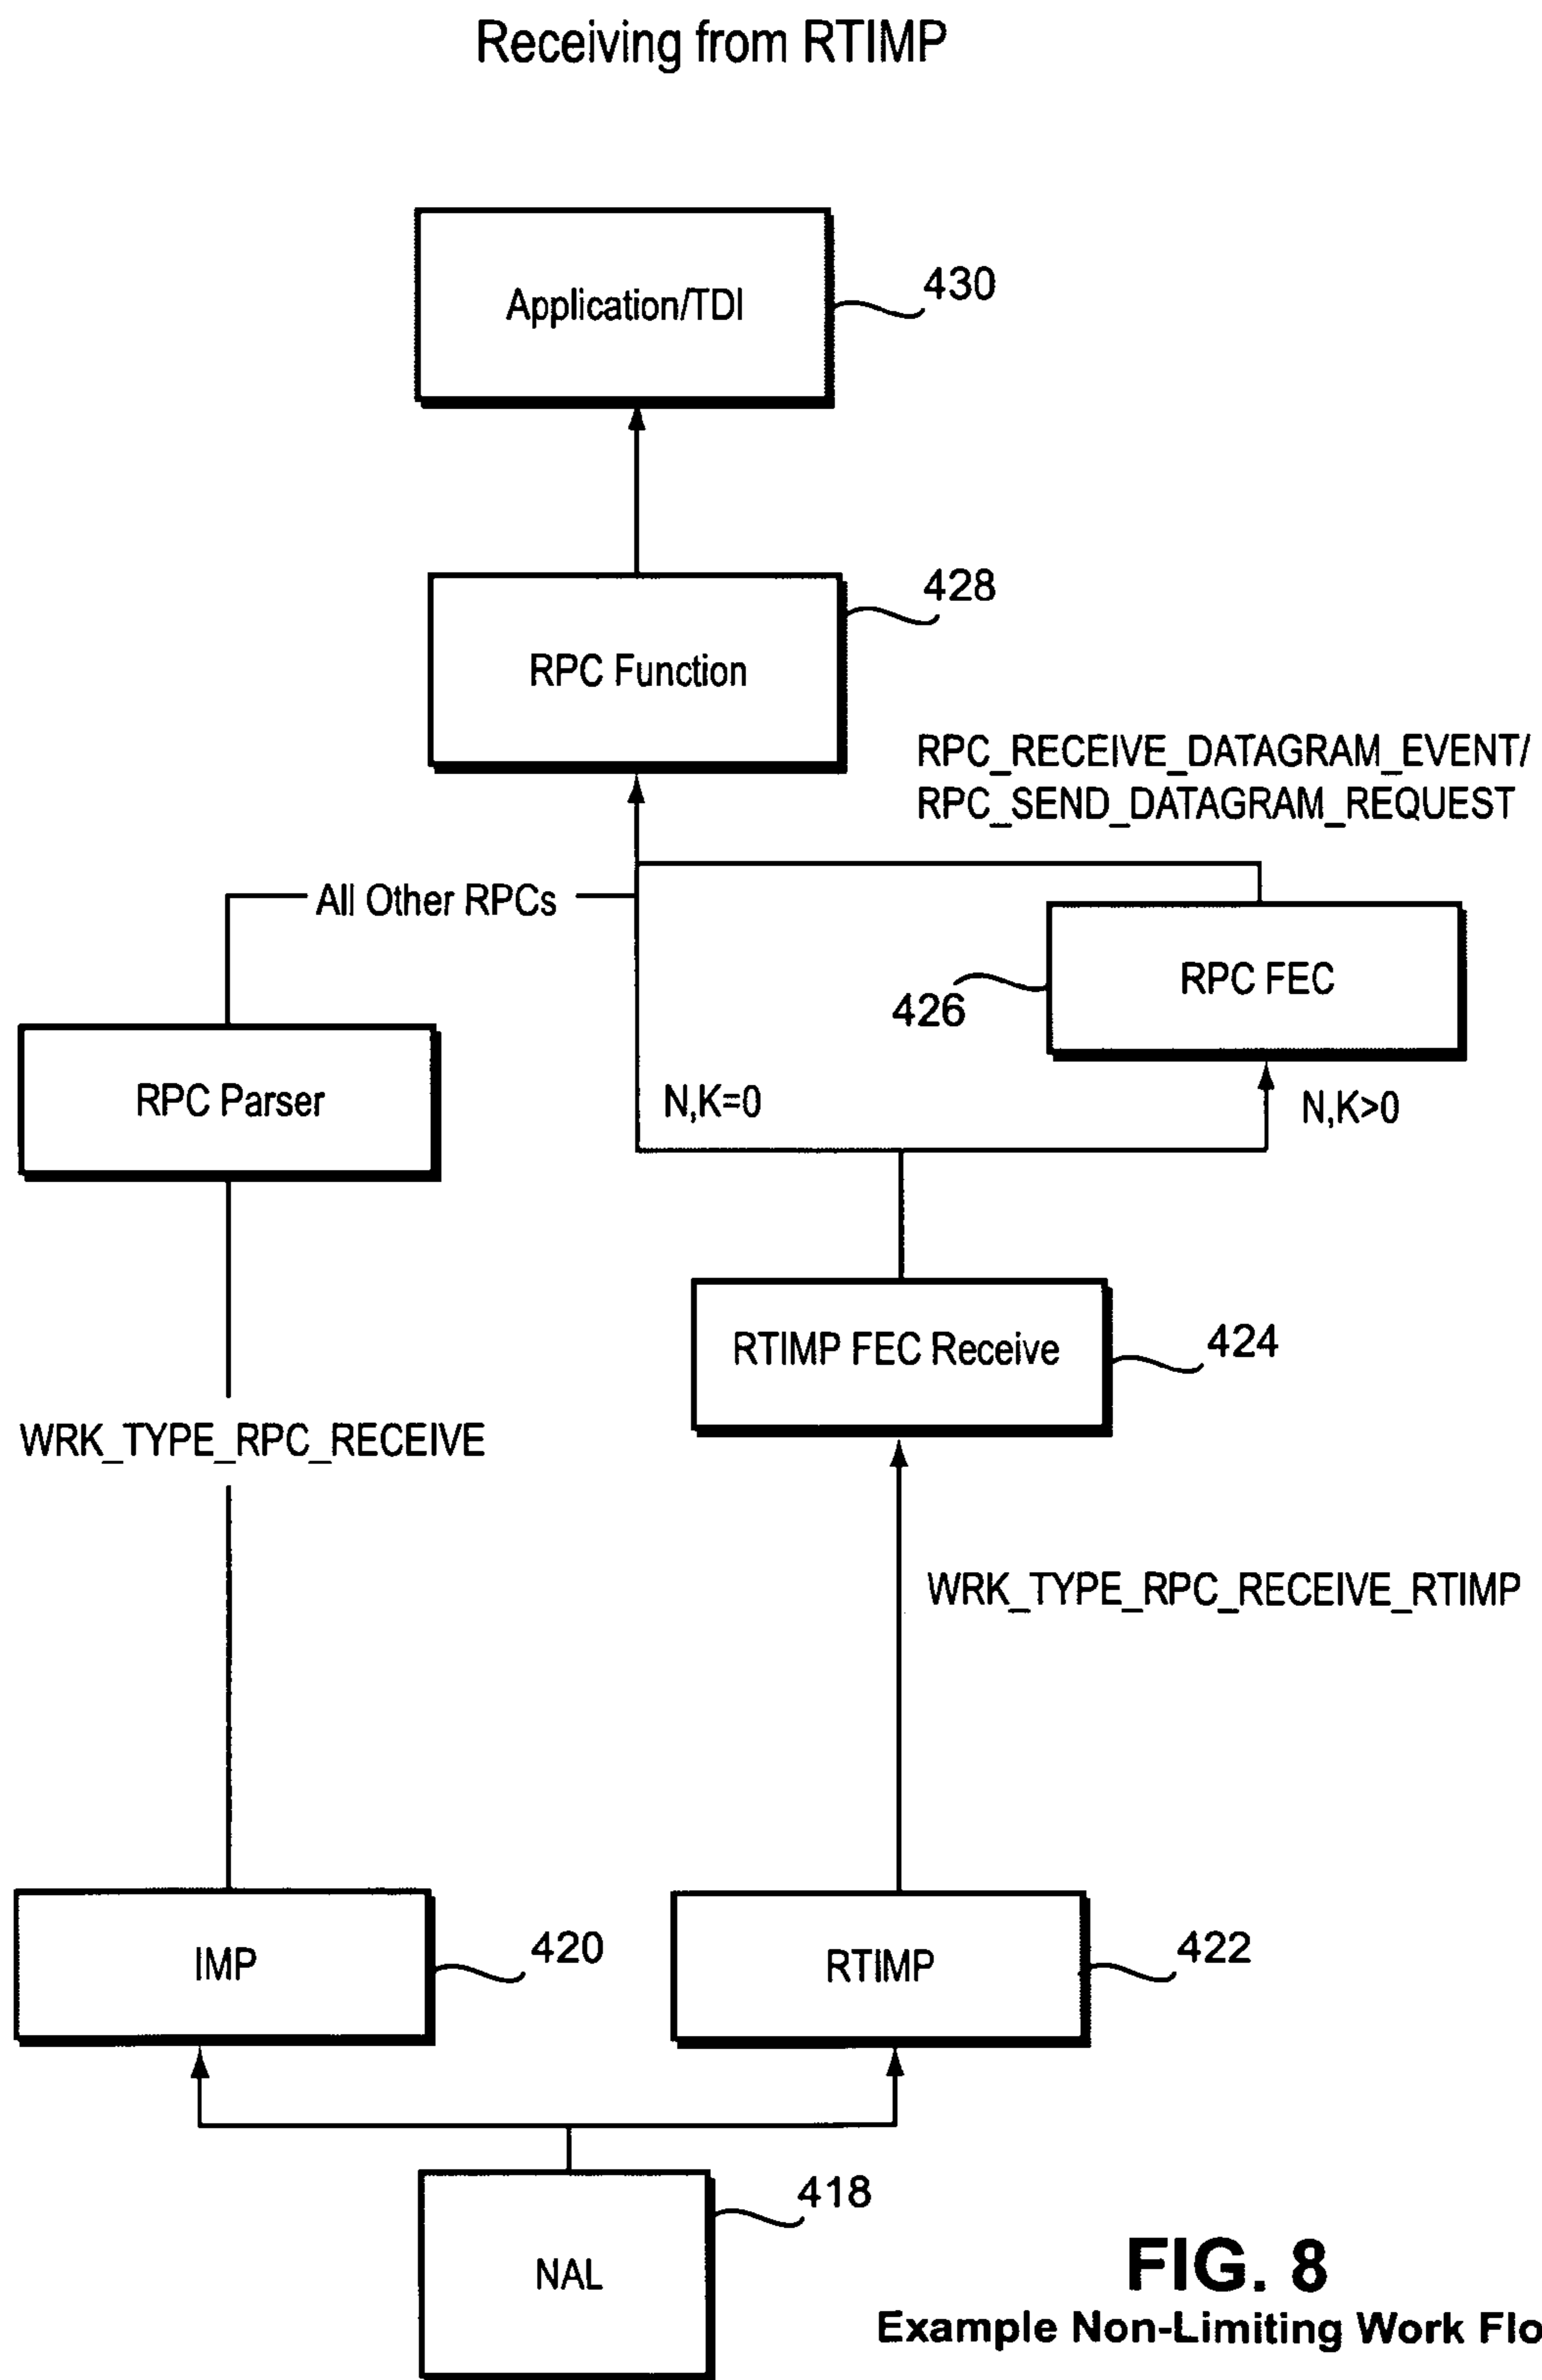 Receiving from RTIMP
Application/TDI
430
RPC Function
428
RPC_RECEIVE_DATAGRAM_EVENT/
RPC_SEND_DATAGRAM_REQUEST
All Other RPCs
RPC FEC
426
RPC Parser
N,K=0
N,K>0
RTIMP FEC Receive
424
WRK_TYPE_RPC_RECEIVE
WRK_TYPE_RPC_RECEIVE_RTIMP
IMP
420
RTIMP
422
418
NAL
FIG. 8
Example Non-Limiting Work Flo